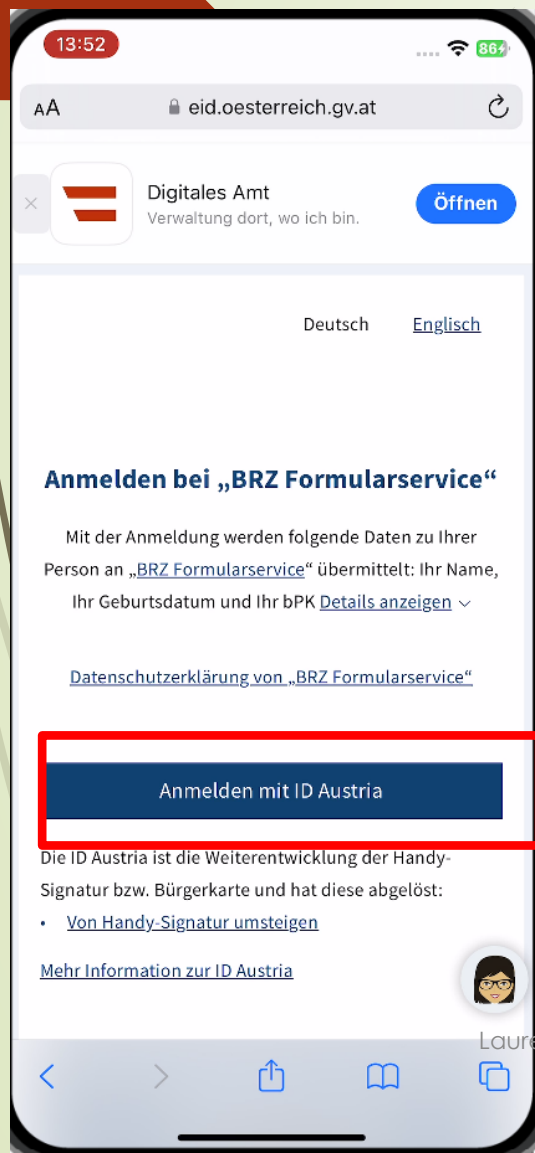 13:52
86
AA eid.oesterreich.gv.at
Digitales Amt
Verwaltung dort, wo ich bin.
Öffnen
Deutsch Englisch
Anmelden bei „BRZ Formularservice“
Mit der Anmeldung werden folgende Daten zu Ihrer
Person an „BRZ Formularservice“ übermittelt: Ihr Name,
Ihr Geburtsdatum und Ihr bPK Details anzeigen
Datenschutzerklärung von „BRZ Formularservice“
Anmelden mit ID Austria
Die ID Austria ist die Weiterentwicklung der Handy-
Signatur bzw. Bürgerkarte und hat diese abgelöst:
• Von Handy-Signatur umsteigen
Mehr Information zur ID Austria